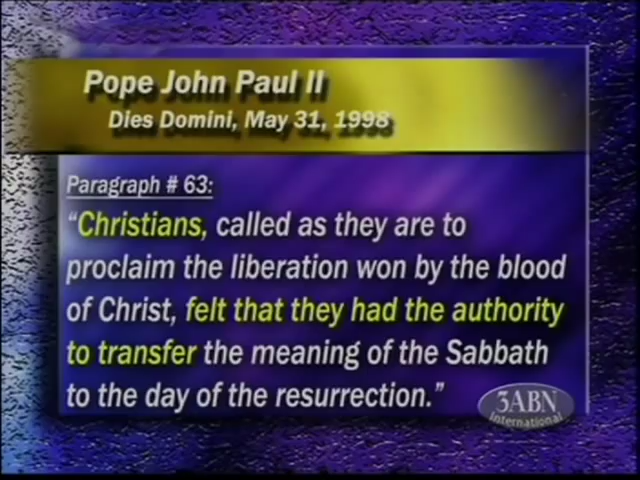 Pope John Paul II
Dies Domini, May 31, 1998
Paragraph # 63:
“Christians, called as they are to
proclaim the liberation won by the blood
of Christ, felt that they had the authority
to transfer the meaning of the Sabbath
to the day of the resurrection.”
3ABN
International